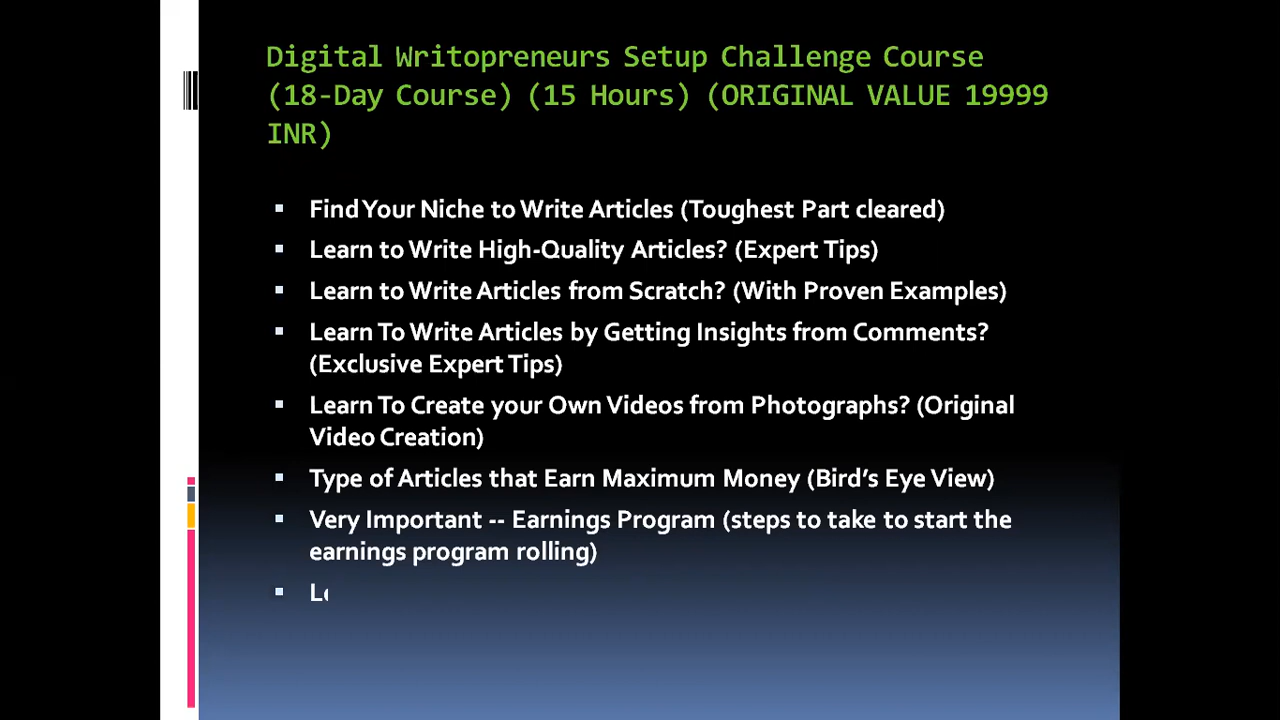 Digital Writopreneurs Setup Challenge Course
(18-Day Course) (15 Hours) (ORIGINAL VALUE 19999
INR)
Find Your Niche to Write Articles (Toughest Part cleared)
Learn to Write High-Quality Articles? (Expert Tips)
Learn to Write Articles from Scratch? (With Proven Examples)
Learn To Write Articles by Getting Insights from Comments?
(Exclusive Expert Tips)
Learn To Create your Own Videos from Photographs? (Original
Video Creation)
Type of Articles that Earn Maximum Money (Bird’s Eye View)
Very Important -- Earnings Program (steps to take to start the
earnings program rolling)